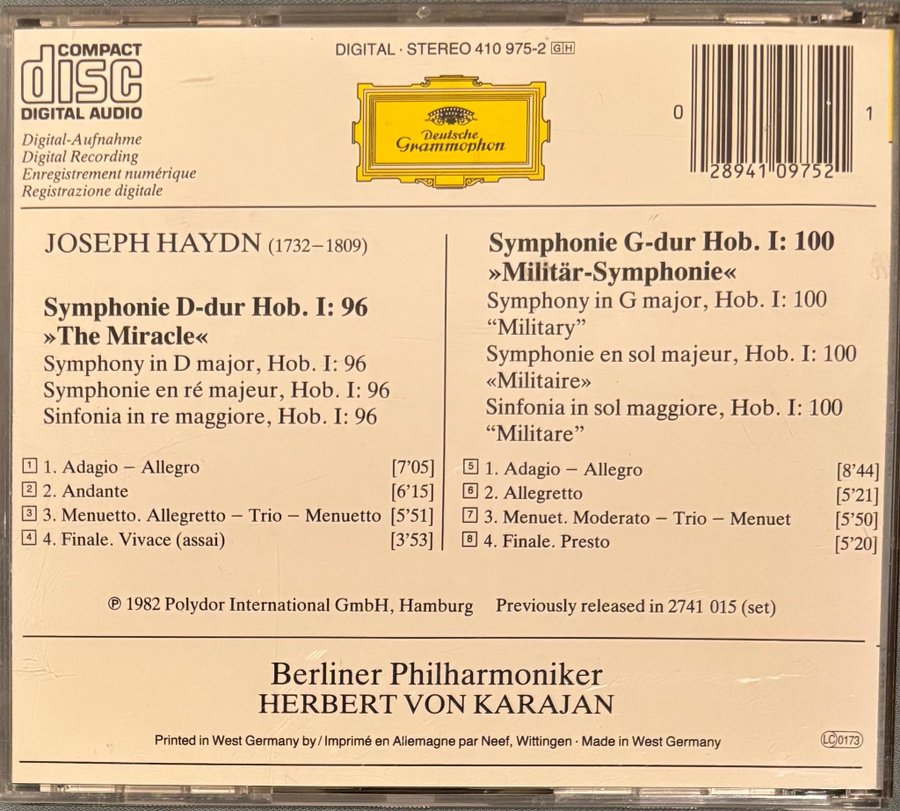 COMPACT
disc
DIGITAL AUDIO
Digital-Aufnahme
Digital Recording
Enregistrement numérique
Registrazione digitale
DIGITAL · STEREO 410 975-2 GH
Deutsche
Grammophon
0 28941 09752 1
JOSEPH HAYDN (1732–1809)
Symphonie D-dur Hob. I: 96
»The Miracle«
Symphony in D major, Hob. I: 96
Symphonie en ré majeur, Hob. I: 96
Sinfonia in re maggiore, Hob. I: 96
1 1. Adagio – Allegro [7'05]
2 2. Andante [6'15]
3 3. Menuetto. Allegretto – Trio – Menuetto [5'51]
4 4. Finale. Vivace (assai) [3'53]
Symphonie G-dur Hob. I: 100
»Militär-Symphonie«
Symphony in G major, Hob. I: 100
“Military”
Symphonie en sol majeur, Hob. I: 100
«Militaire»
Sinfonia in sol maggiore, Hob. I: 100
“Militare”
5 1. Adagio – Allegro [8'44]
6 2. Allegretto [5'21]
7 3. Menuet. Moderato – Trio – Menuet [5'50]
8 4. Finale. Presto [5'20]
℗ 1982 Polydor International GmbH, Hamburg Previously released in 2741 015 (set)
Berliner Philharmoniker
HERBERT VON KARAJAN
Printed in West Germany by / Imprimé en Allemagne par Neef, Wittingen · Made in West Germany
LC 0173